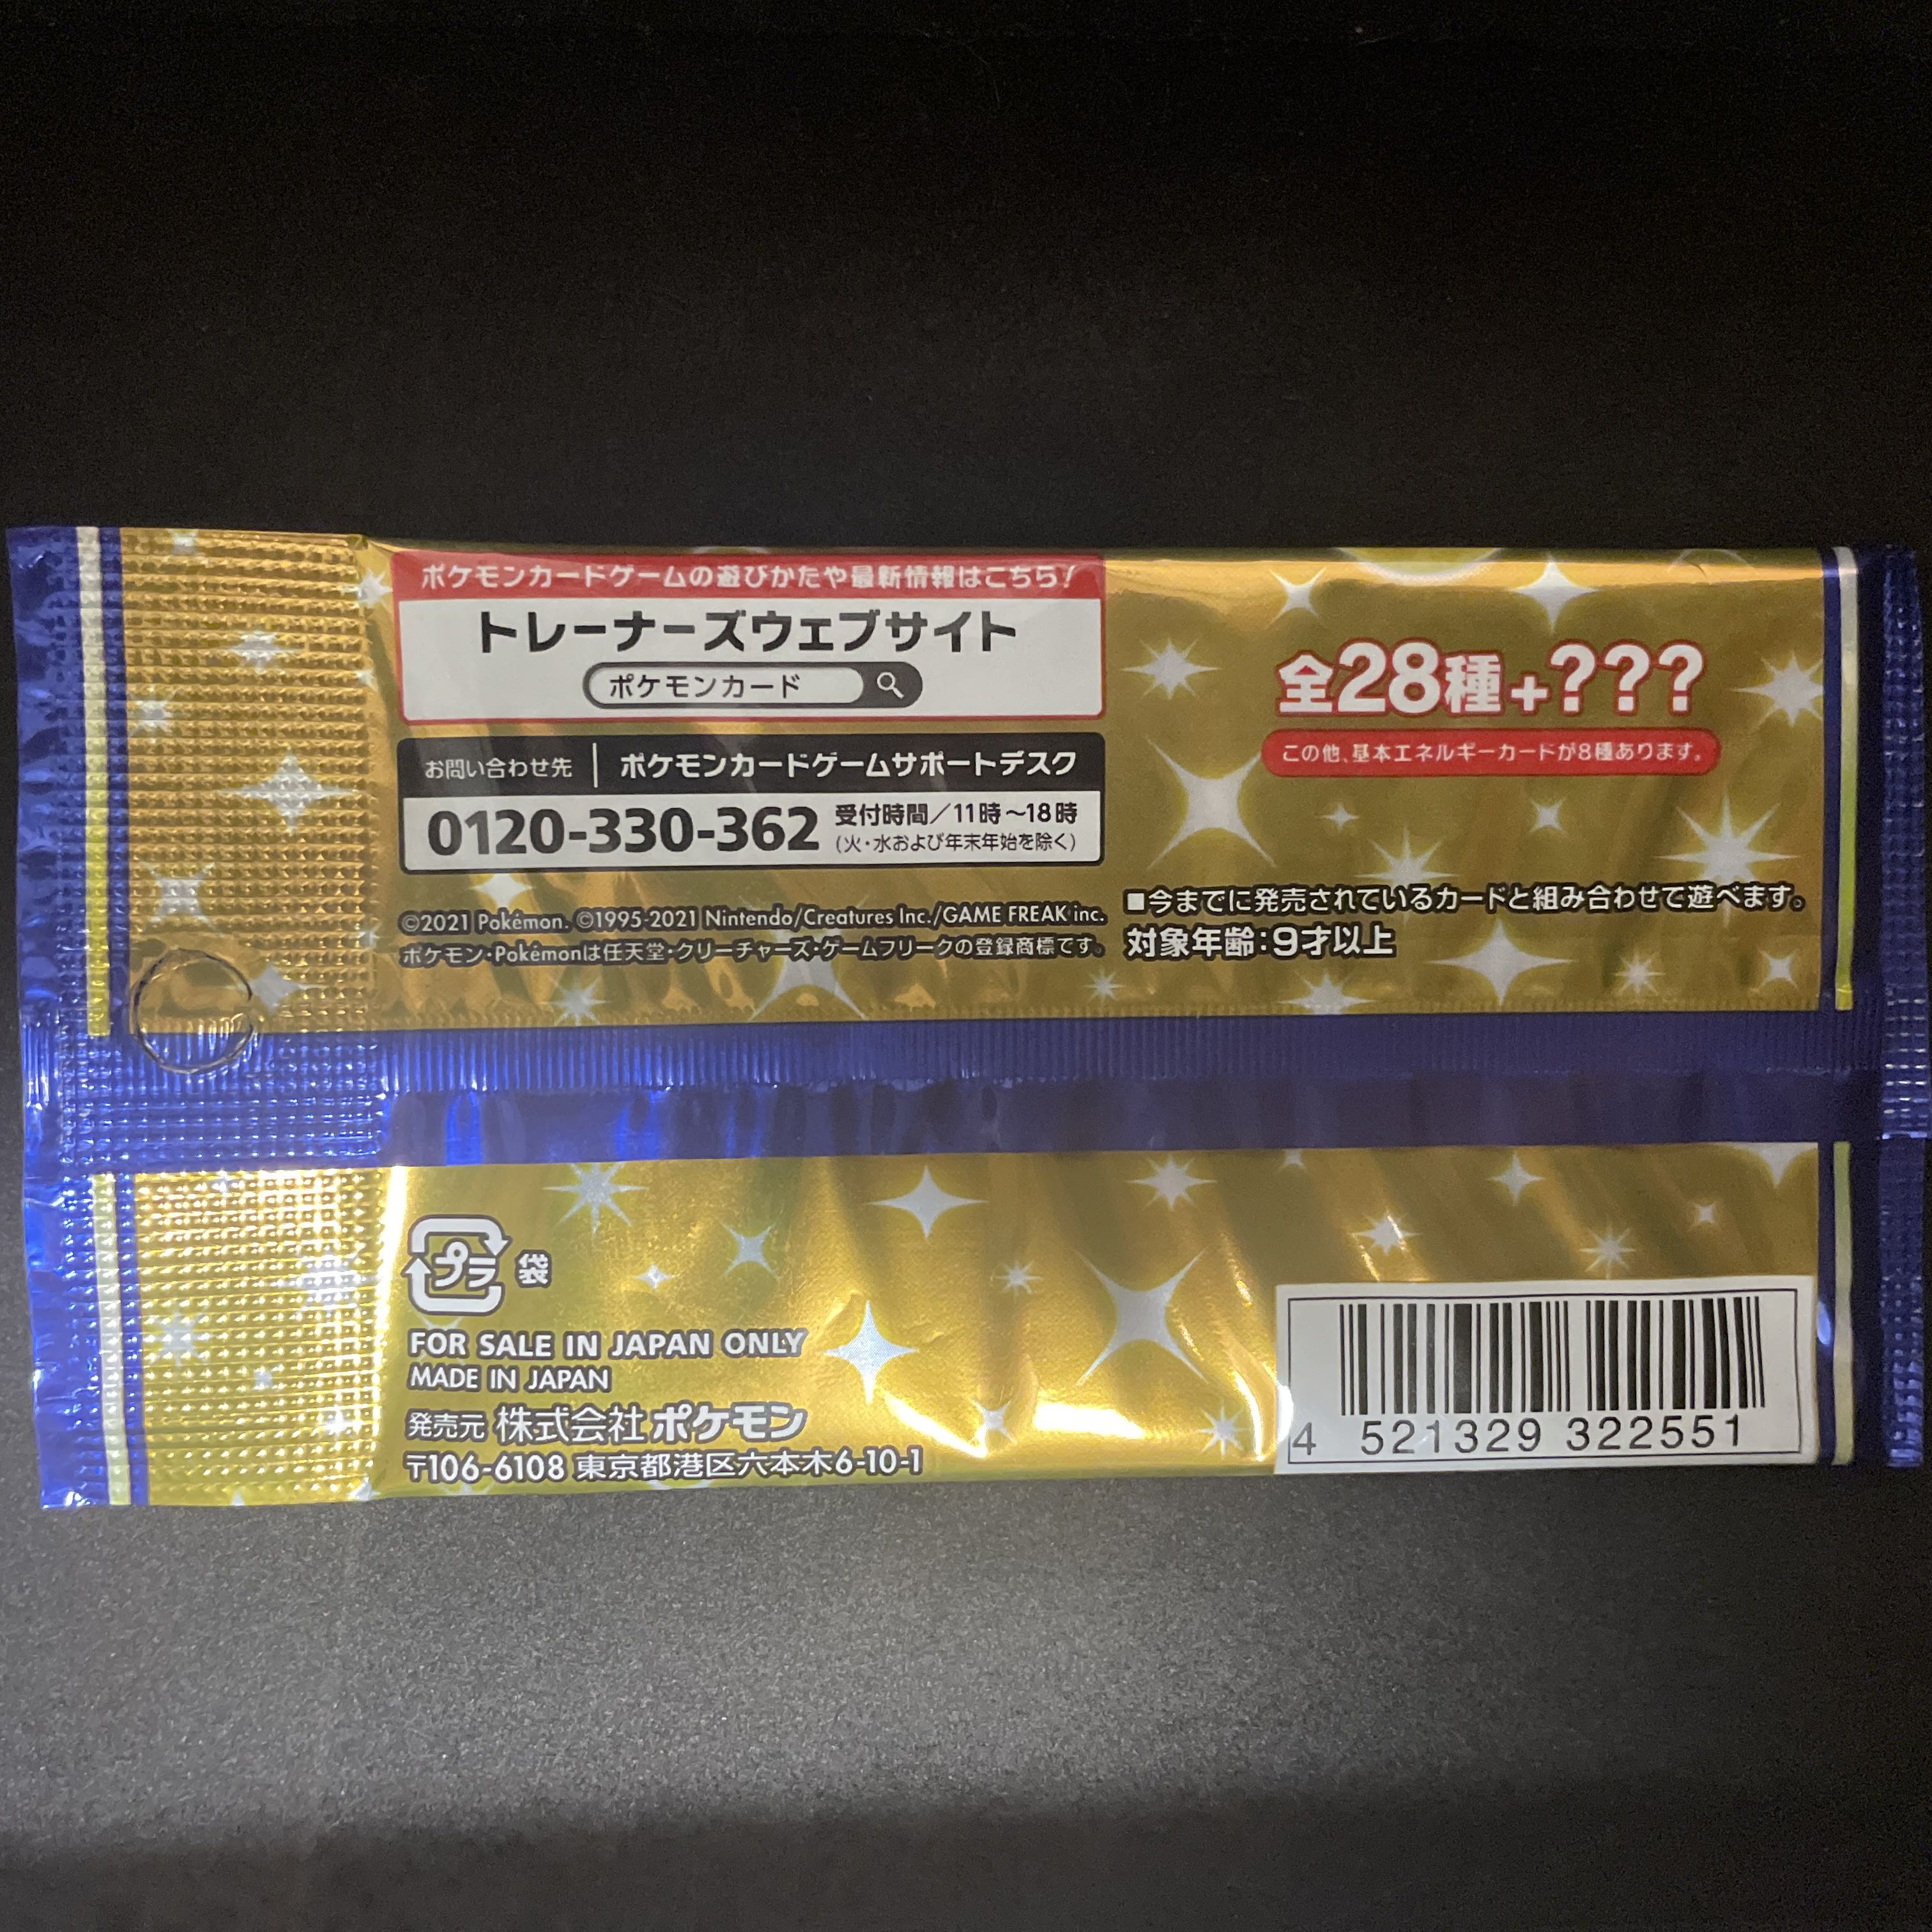 ポケモンカードゲームの遊びかたや最新情報はこちら!
トレーナーズウェブサイト
ポケモンカード
お問い合わせ先 ポケモンカードゲームサポートデスク
0120-330-362
受付時間/11時~18時
(火・水および年末年始を除く)
©2021 Pokémon. ©1995-2021 Nintendo/Creatures Inc./GAME FREAK inc.
ポケモン・Pokémonは任天堂・クリーチャーズ・ゲームフリークの登録商標です。
全28種+???
この他、基本エネルギーカードが8種あります。
■今までに発売されているカードと組み合わせて遊べます。
対象年齢:9才以上
プラ 袋
FOR SALE IN JAPAN ONLY
MADE IN JAPAN
発売元 株式会社ポケモン
〒106-6108 東京都港区六本木6-10-1
4 521329 322551